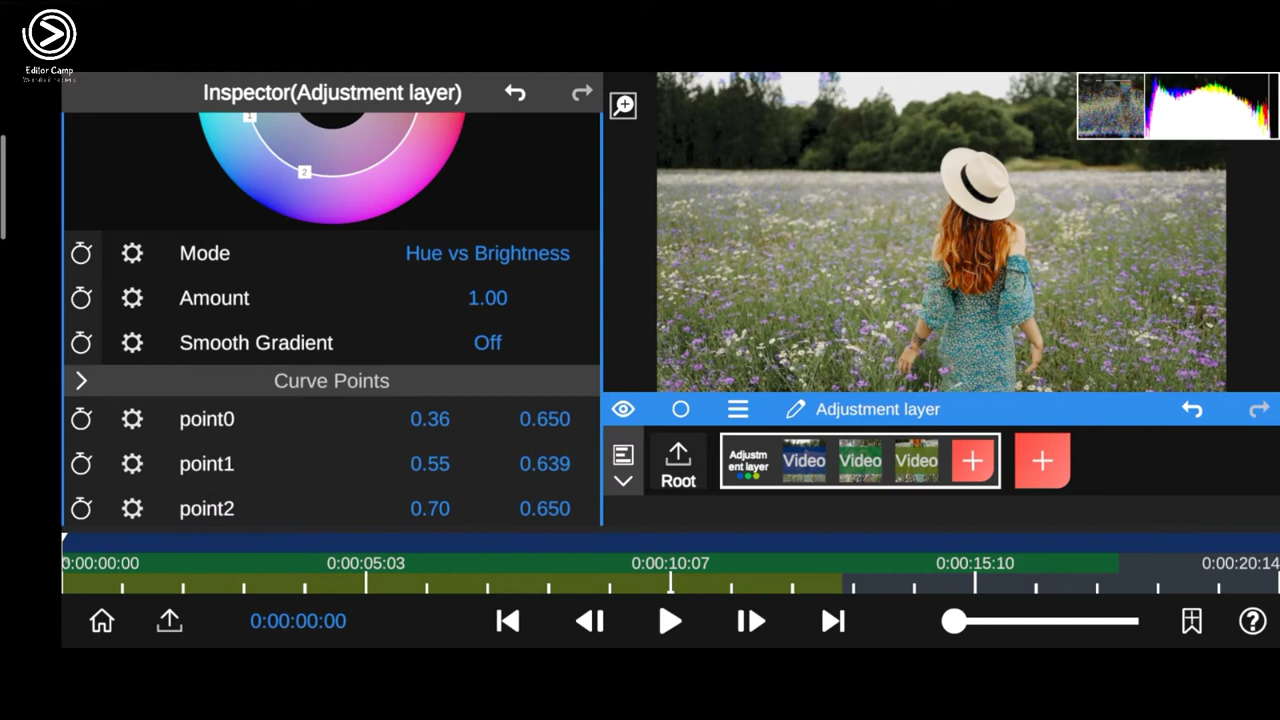 Editor Camp
Inspector(Adjustment layer)
1
2
Mode Hue vs Brightness
Amount 1.00
Smooth Gradient Off
Curve Points
point0 0.36 0.650
point1 0.55 0.639
point2 0.70 0.650
Adjustment layer
Root
Adjustm
ent layer
Video
Video
Video
0:00:00:00 0:00:05:03 0:00:10:07 0:00:15:10 0:00:20:14
0:00:00:00